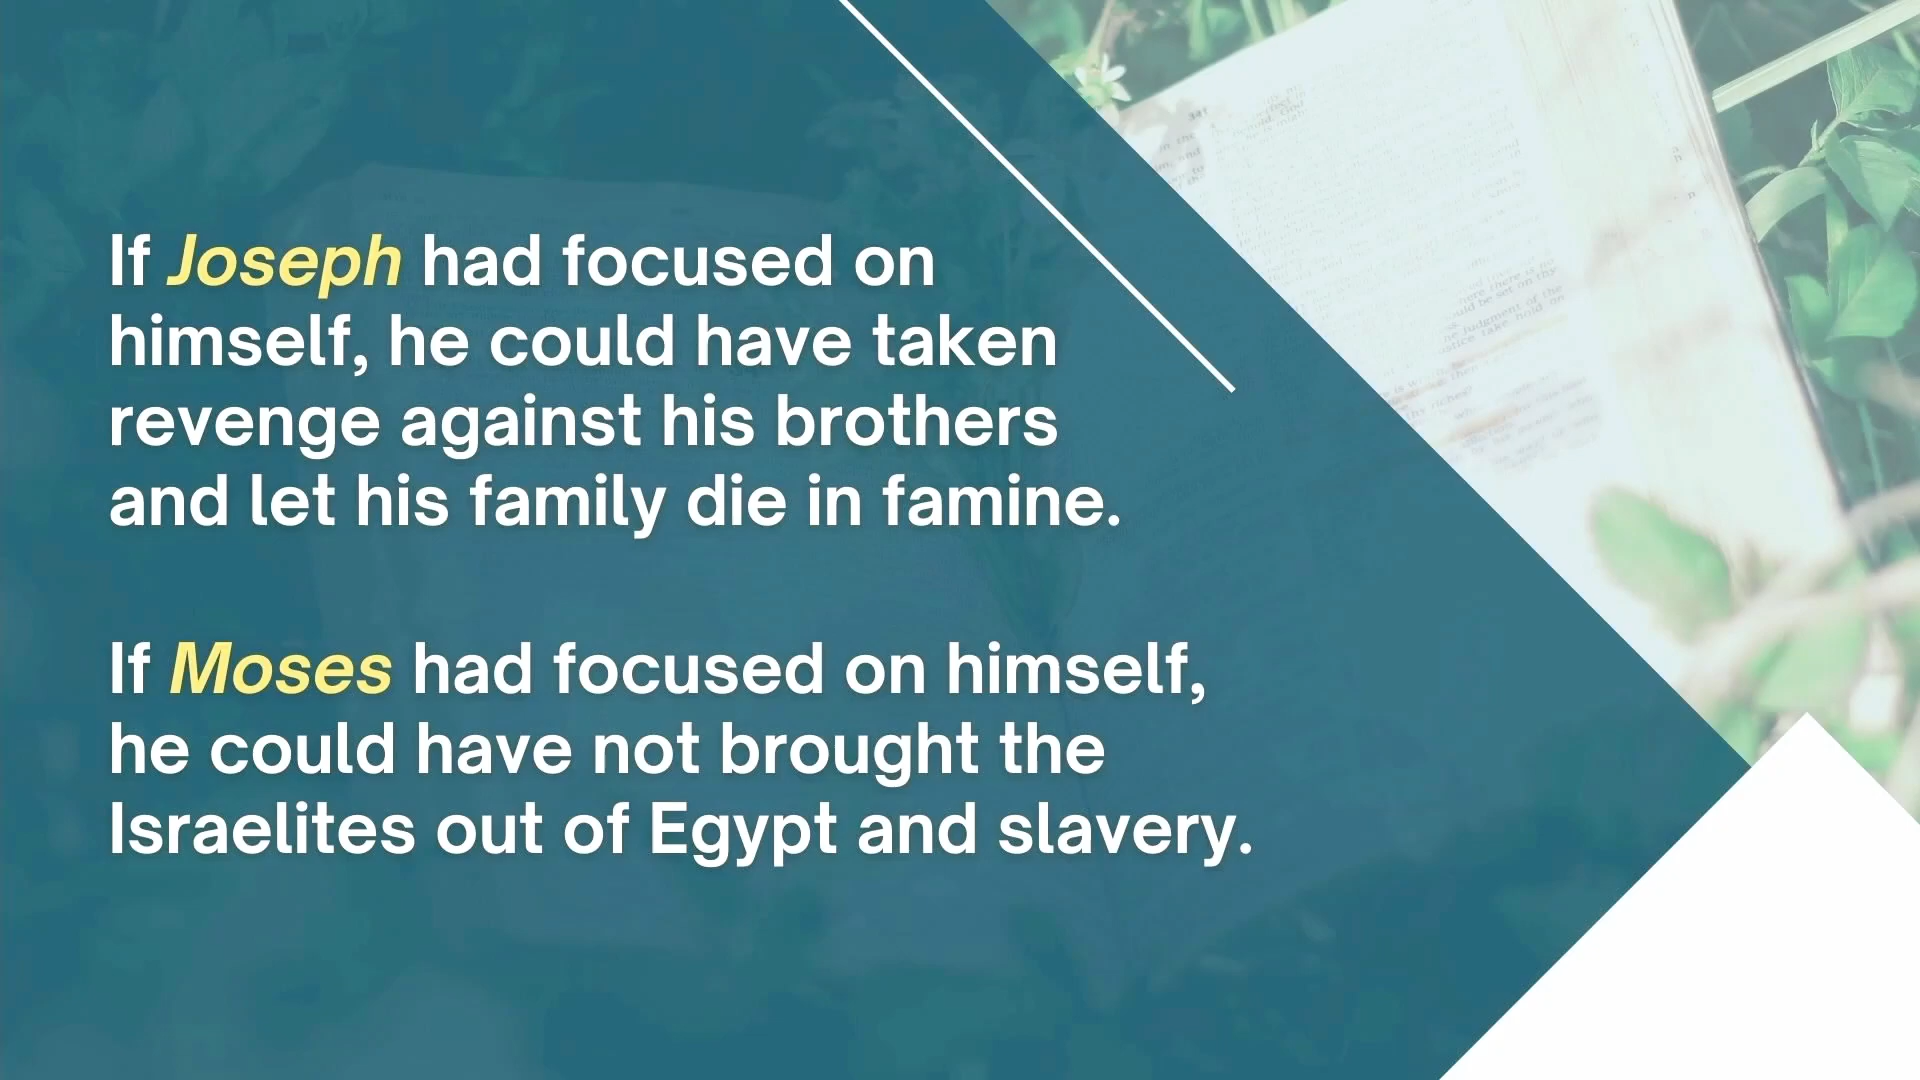 If Joseph had focused on
himself, he could have taken
revenge against his brothers
and let his family die in famine.
If Moses had focused on himself,
he could have not brought the
Israelites out of Egypt and slavery.